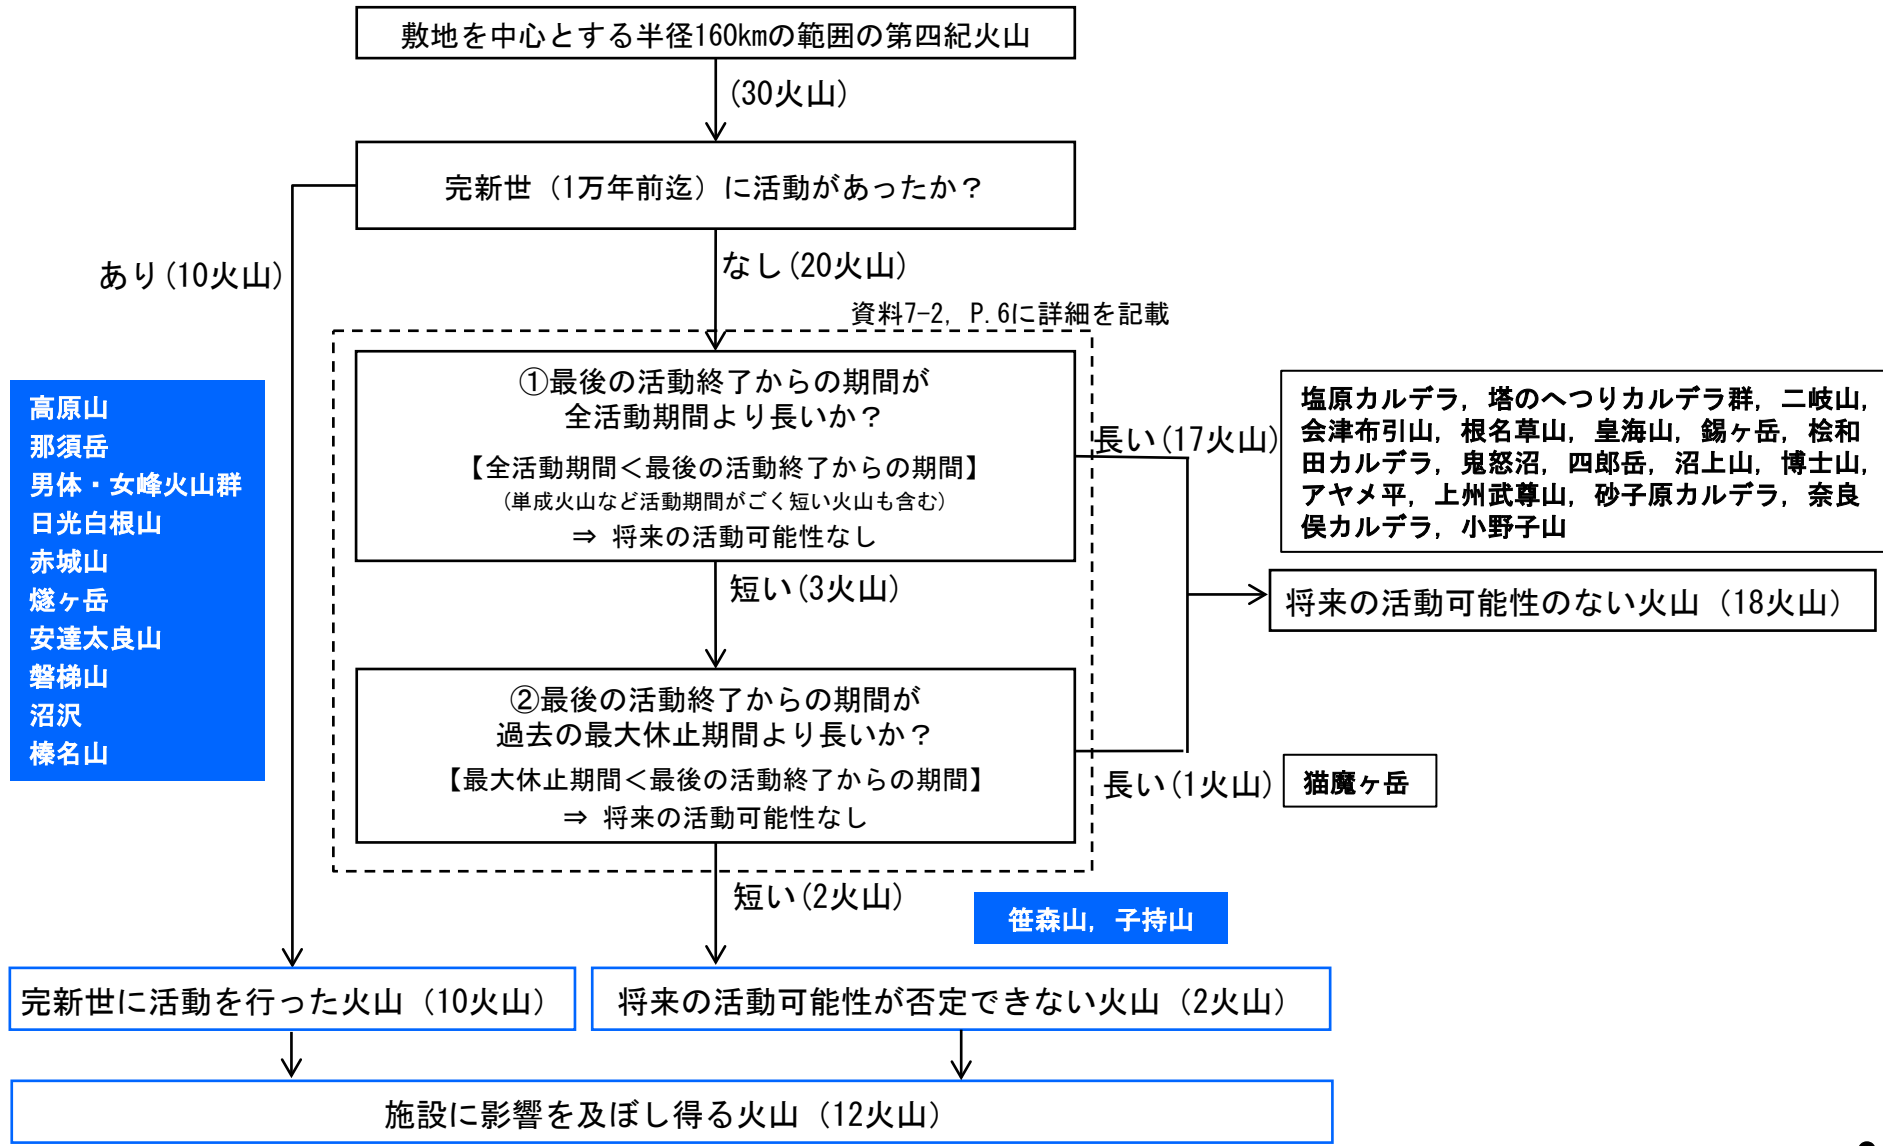 敷地を中心とする半径160kmの範囲の第四紀火山
(30火山)
完新世（1万年前迄）に活動があったか？
あり(10火山)
なし(20火山)
資料7-2，P.6に詳細を記載
①最後の活動終了からの期間が
全活動期間より長いか？
【全活動期間＜最後の活動終了からの期間】
(単成火山など活動期間がごく短い火山も含む)
⇒ 将来の活動可能性なし
長い(17火山)
塩原カルデラ，塔のへつりカルデラ群，二岐山，
会津布引山，根名草山，皇海山，錫ヶ岳，桧和
田カルデラ，鬼怒沼，四郎岳，沼上山，博士山，
アヤメ平，上州武尊山，砂子原カルデラ，奈良
俣カルデラ，小野子山
高原山
那須岳
男体・女峰火山群
日光白根山
赤城山
燧ヶ岳
安達太良山
磐梯山
沼沢
榛名山
短い(3火山)
将来の活動可能性のない火山（18火山）
②最後の活動終了からの期間が
過去の最大休止期間より長いか？
【最大休止期間＜最後の活動終了からの期間】
⇒ 将来の活動可能性なし
長い(1火山)
猫魔ヶ岳
短い(2火山)
笹森山，子持山
完新世に活動を行った火山（10火山）
将来の活動可能性が否定できない火山（2火山）
施設に影響を及ぼし得る火山（12火山）